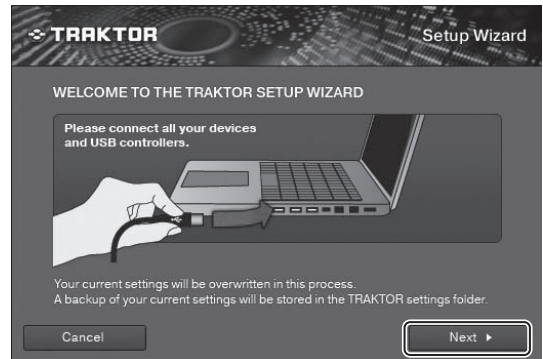 TRAKTOR
Setup Wizard
WELCOME TO THE TRAKTOR SETUP WIZARD
Please connect all your devices
and USB controllers.
Your current settings will be overwritten in this process.
A backup of your current settings will be stored in the TRAKTOR settings folder.
Cancel
Next